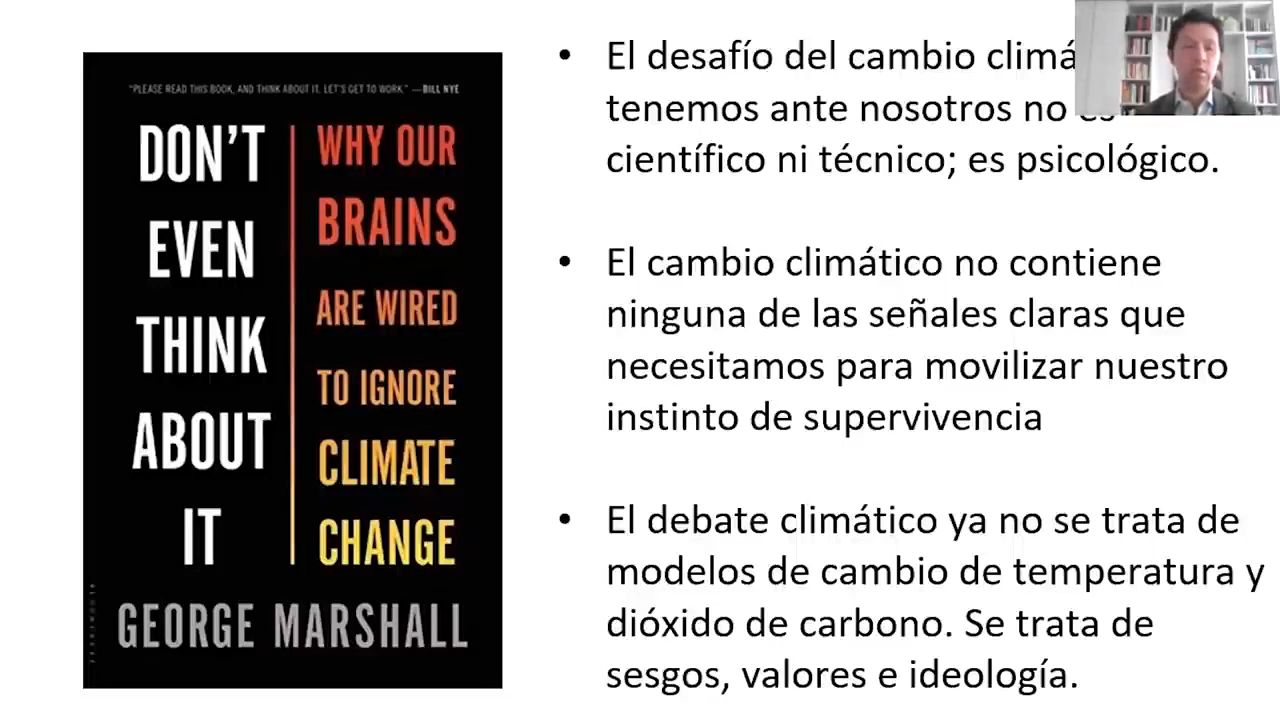 "PLEASE READ THIS BOOK, AND THINK ABOUT IT. LET'S GET TO WORK." —BILL NYE
DON'T
EVEN
THINK
ABOUT
IT
WHY OUR
BRAINS
ARE WIRED
TO IGNORE
CLIMATE
CHANGE
GEORGE MARSHALL
• El desafío del cambio climá
tenemos ante nosotros no es
científico ni técnico; es psicológico.
• El cambio climático no contiene
ninguna de las señales claras que
necesitamos para movilizar nuestro
instinto de supervivencia
• El debate climático ya no se trata de
modelos de cambio de temperatura y
dióxido de carbono. Se trata de
sesgos, valores e ideología.